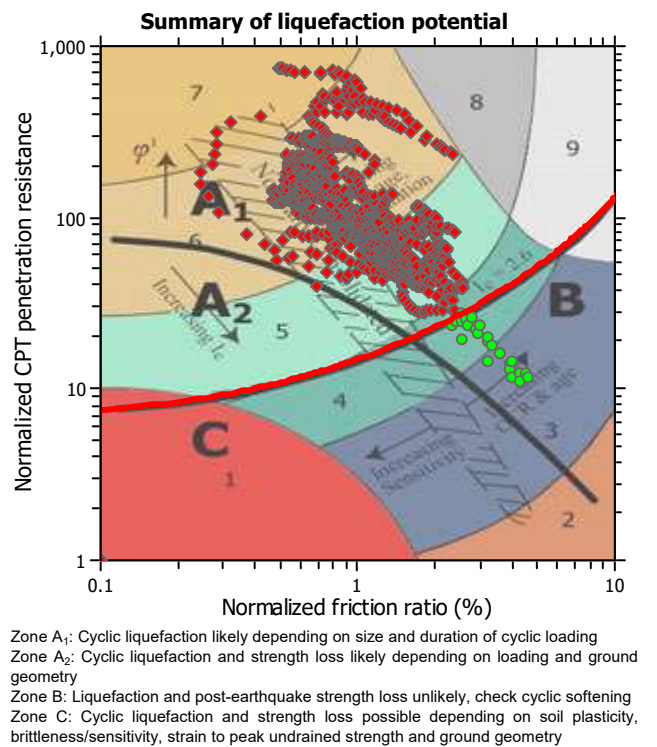 Summary of liquefaction potential
Normalized CPT penetration resistance
1,000
100
10
1
7
8
9
φ'
A₁
6
A₂
Increasing Ic
5
= 2.6
B
4
C
1
Increasing
Sensitivity
OCR & age
3
2
0.1
1
10
Normalized friction ratio (%)
Zone A₁: Cyclic liquefaction likely depending on size and duration of cyclic loading
Zone A₂: Cyclic liquefaction and strength loss likely depending on loading and ground
geometry
Zone B: Liquefaction and post-earthquake strength loss unlikely, check cyclic softening
Zone C: Cyclic liquefaction and strength loss possible depending on soil plasticity,
brittleness/sensitivity, strain to peak undrained strength and ground geometry